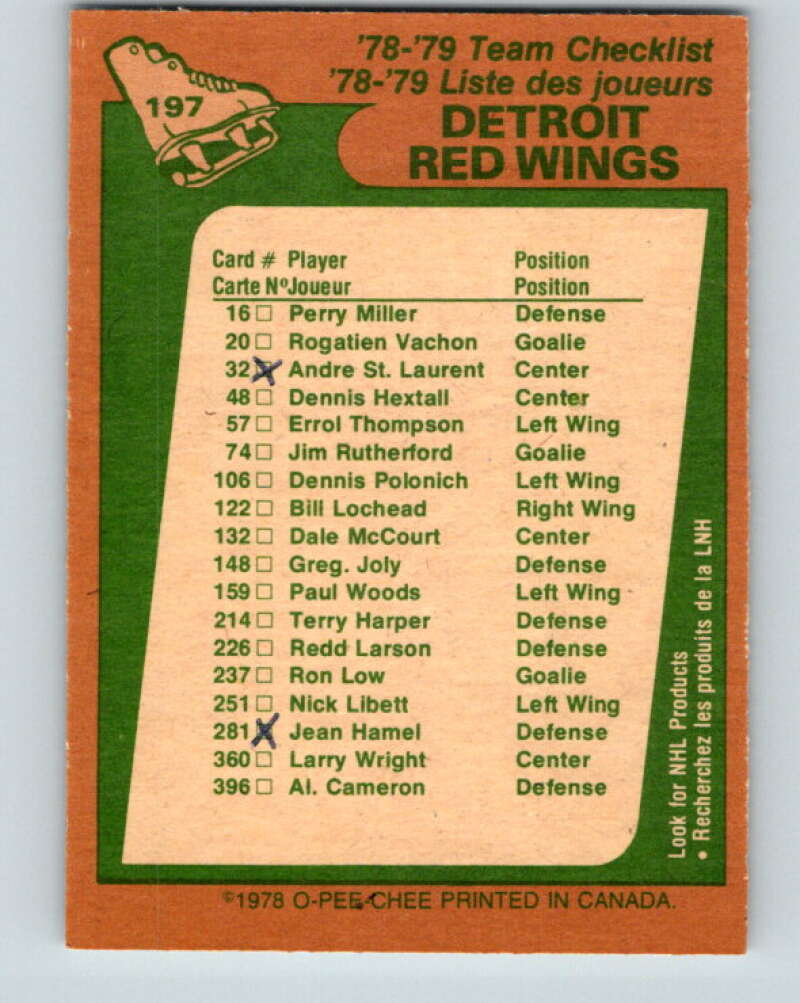 197
'78-'79 Team Checklist
'78-'79 Liste des joueurs
DETROIT
RED WINGS
Card # Player Position
Carte Nº Joueur Position
16 □ Perry Miller Defense
20 □ Rogatien Vachon Goalie
32 X Andre St. Laurent Center
48 □ Dennis Hextall Center
57 □ Errol Thompson Left Wing
74 □ Jim Rutherford Goalie
106 □ Dennis Polonich Left Wing
122 □ Bill Lochead Right Wing
132 □ Dale McCourt Center
148 □ Greg. Joly Defense
159 □ Paul Woods Left Wing
214 □ Terry Harper Defense
226 □ Redd Larson Defense
237 □ Ron Low Goalie
251 □ Nick Libett Left Wing
281 X Jean Hamel Defense
360 □ Larry Wright Center
396 □ Al. Cameron Defense
Look for NHL Products
• Recherchez les produits de la LNH
©1978 O-PEE-CHEE PRINTED IN CANADA.